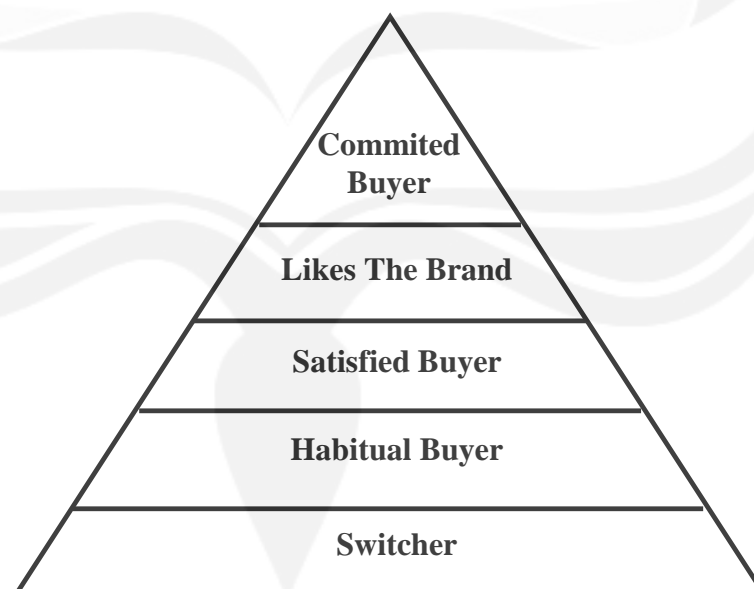 Commited
Buyer
Likes The Brand
Satisfied Buyer
Habitual Buyer
Switcher